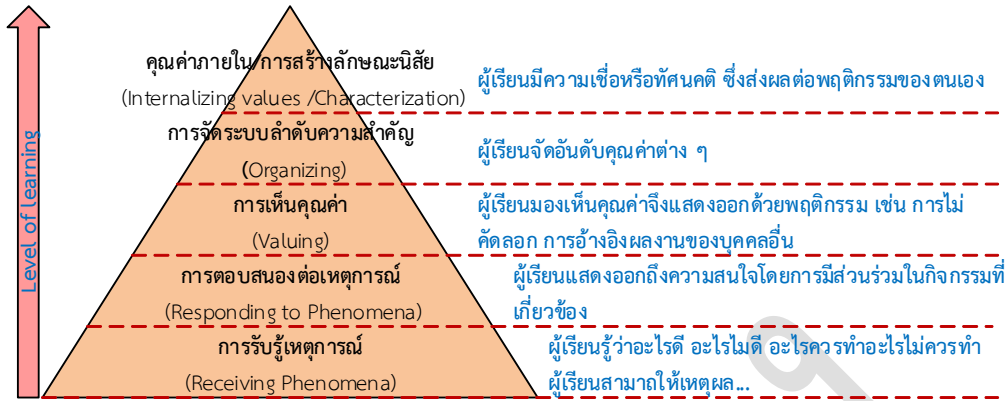 คุณค่าภายใน/การสร้างลักษณะนิสัย
(Internalizing values /Characterization)
ผู้เรียนมีความเชื่อหรือทัศนคติ ซึ่งส่งผลต่อพฤติกรรมของตนเอง
การจัดระบบลำดับความสำคัญ
(Organizing)
ผู้เรียนจัดอันดับคุณค่าต่าง ๆ
การเห็นคุณค่า
(Valuing)
ผู้เรียนมองเห็นคุณค่าจึงแสดงออกด้วยพฤติกรรม เช่น การไม่
คัดลอก การอ้างอิงผลงานของบุคคลอื่น
การตอบสนองต่อเหตุการณ์
(Responding to Phenomena)
ผู้เรียนแสดงออกถึงความสนใจโดยการมีส่วนร่วมในกิจกรรมที่
เกี่ยวข้อง
การรับรู้เหตุการณ์
(Receiving Phenomena)
ผู้เรียนรู้ว่าอะไรดี อะไรไมดี อะไรควรทำอะไรไม่ควรทำ
ผู้เรียนสามาถให้เหตุผล...
Level of learning